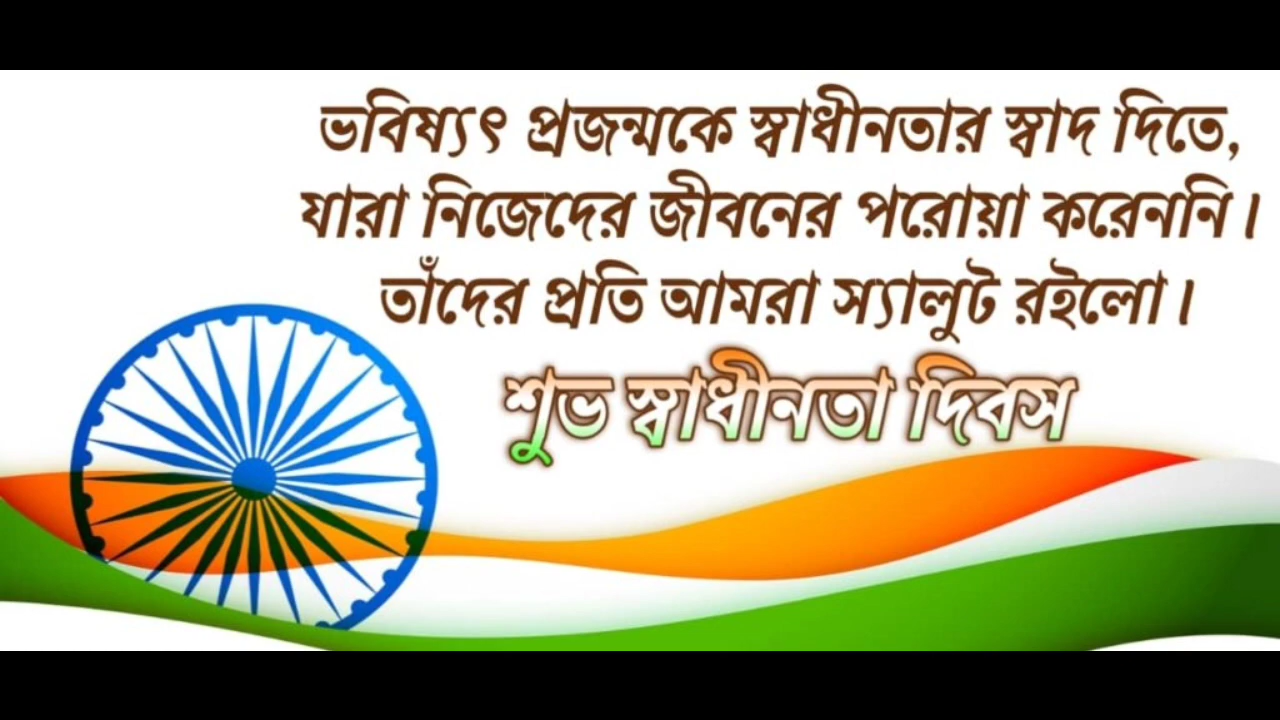 ভবিষ্যৎ প্রজন্মকে স্বাধীনতার স্বাদ দিতে,
যারা নিজেদের জীবনের পরোয়া করেননি।
তাঁদের প্রতি আমরা স্যালুট রইলো।
শুভ স্বাধীনতা দিবস